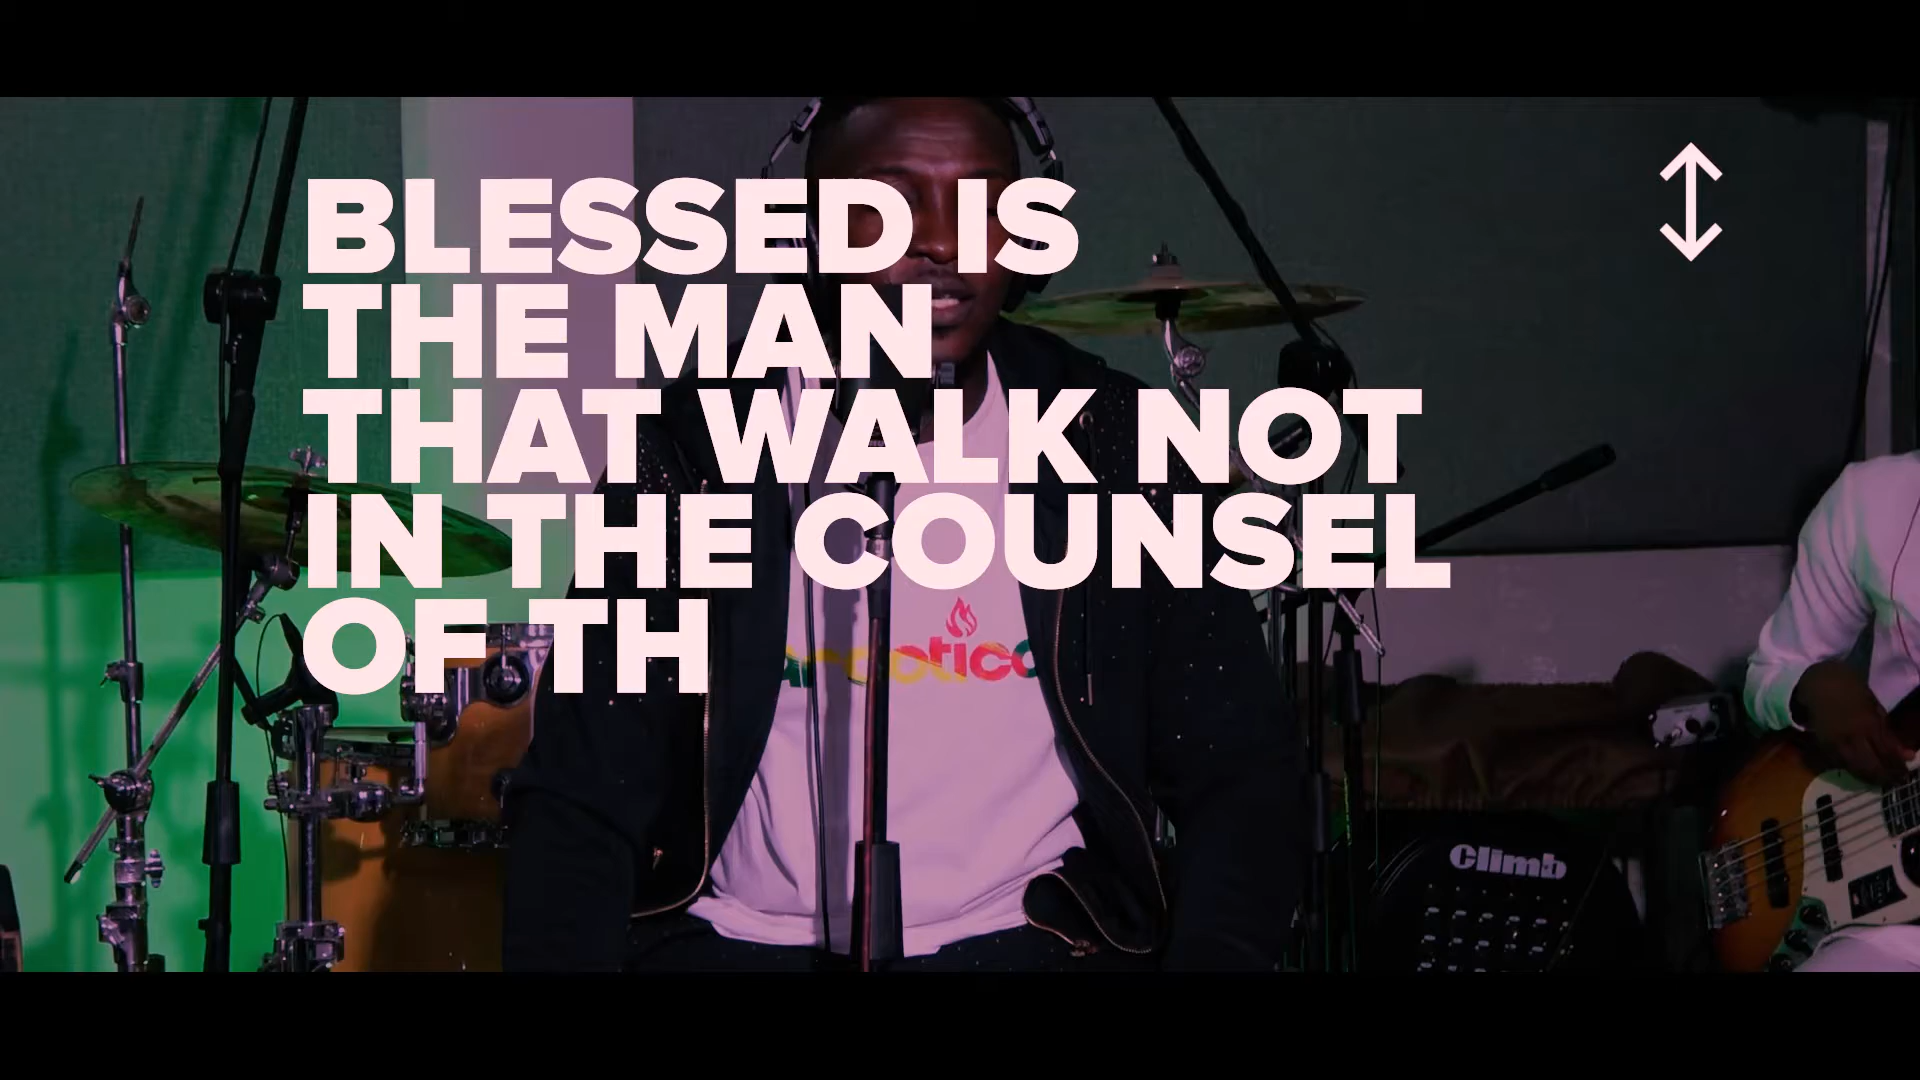 BLESSED IS
THE MAN
THAT WALK NOT
IN THE COUNSEL
OF TH
Climb